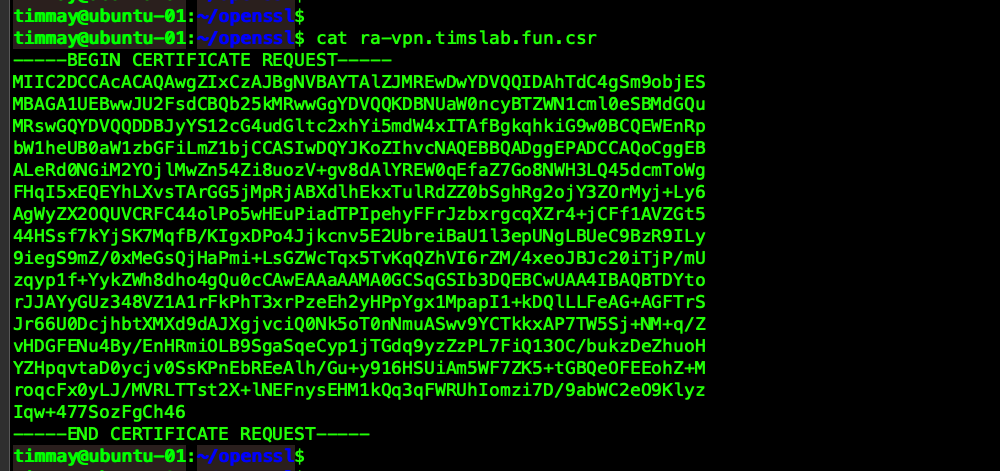 timmay@ubuntu-01:~/openssl$
timmay@ubuntu-01:~/openssl$ cat ra-vpn.timslab.fun.csr
-----BEGIN CERTIFICATE REQUEST-----
MIIC2DCCAcACAQAwgZIxCzAJBgNVBAYTAlZJMREwDwYDVQQIDAhTdC4gSm9objES
MBAGA1UEBwwJU2FsdCBQb25kMRwwGgYDVQQKDBNUaW0ncyBTZWN1cml0eSBMdGQu
MRswGQYDVQQDDBJyYS12cG4udGltc2xhYi5mdW4xITAfBgkqhkiG9w0BCQEWEnRp
bW1heUB0aW1zbGFiLmZ1bjCCASIwDQYJKoZIhvcNAQEBBQADggEPADCCAQoCggEB
ALeRd0NGiM2YOjlMwZn54Zi8uozV+gv8dAlYREW0qEfaZ7Go8NWH3LQ45dcmToWg
FHqI5xEQEYhLXvsTArGG5jMpRjABXdlhEkxTulRdZZ0bSghRg2ojY3ZOrMyj+Ly6
AgWyZX2OQUVCRFC44olPo5wHEuPiadTPIpehyFFrJzbxrgcqXZr4+jCFf1AVZGt5
44HSsf7kYjSK7MqfB/KIgxDPo4Jjkcnv5E2UbreiBaU1l3epUNgLBUeC9BzR9ILy
9iegS9mZ/0xMeGsQjHaPmi+LsGZWcTqx5TvKqQZhVI6rZM/4xeoJBJc20iTjP/mU
zqyp1f+YykZWh8dho4gQu0cCAwEAAaAAMA0GCSqGSIb3DQEBCwUAA4IBAQBTDYto
rJJAYyGUz348VZ1A1rFkPhT3xrPzeEh2yHPpYgx1MpapI1+kDQlLLFeAG+AGFTrS
Jr66U0DcjhbtXMXd9dAJXgjvciQ0Nk5oT0nNmuASwv9YCTkkxAP7TW5Sj+NM+q/Z
vHDGFENu4By/EnHRmiOLB9SgaSqeCyp1jTGdq9yzZzPL7FiQ13OC/bukzDeZhuoH
YZHpqvtaD0ycjv0SsKPnEbREeAlh/Gu+y916HSUiAm5WF7ZK5+tGBQeOFEEohZ+M
roqcFx0yLJ/MVRLTTst2X+lNEFnysEHM1kQq3qFWRUhIomzi7D/9abWC2eO9Klyz
Iqw+477SozFgCh46
-----END CERTIFICATE REQUEST-----
timmay@ubuntu-01:~/openssl$